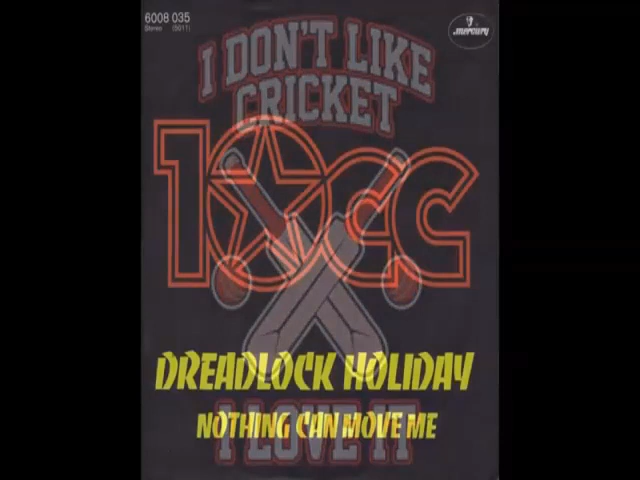 6008 035
Stereo (5011)
mercury
I DON'T LIKE
CRICKET
10cc
DREADLOCK HOLIDAY
NOTHING CAN MOVE ME
I LOVE IT